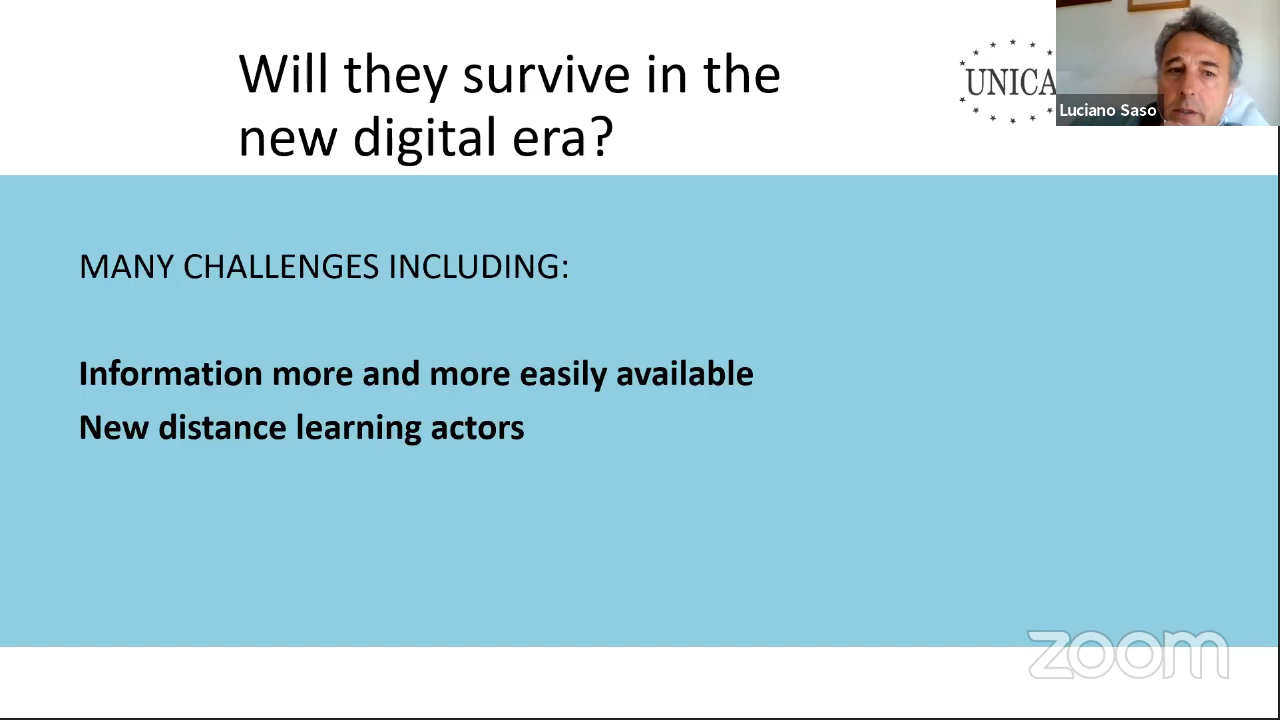 Will they survive in the
new digital era?
UNICA
Luciano Saso
MANY CHALLENGES INCLUDING:
Information more and more easily available
New distance learning actors
zoom